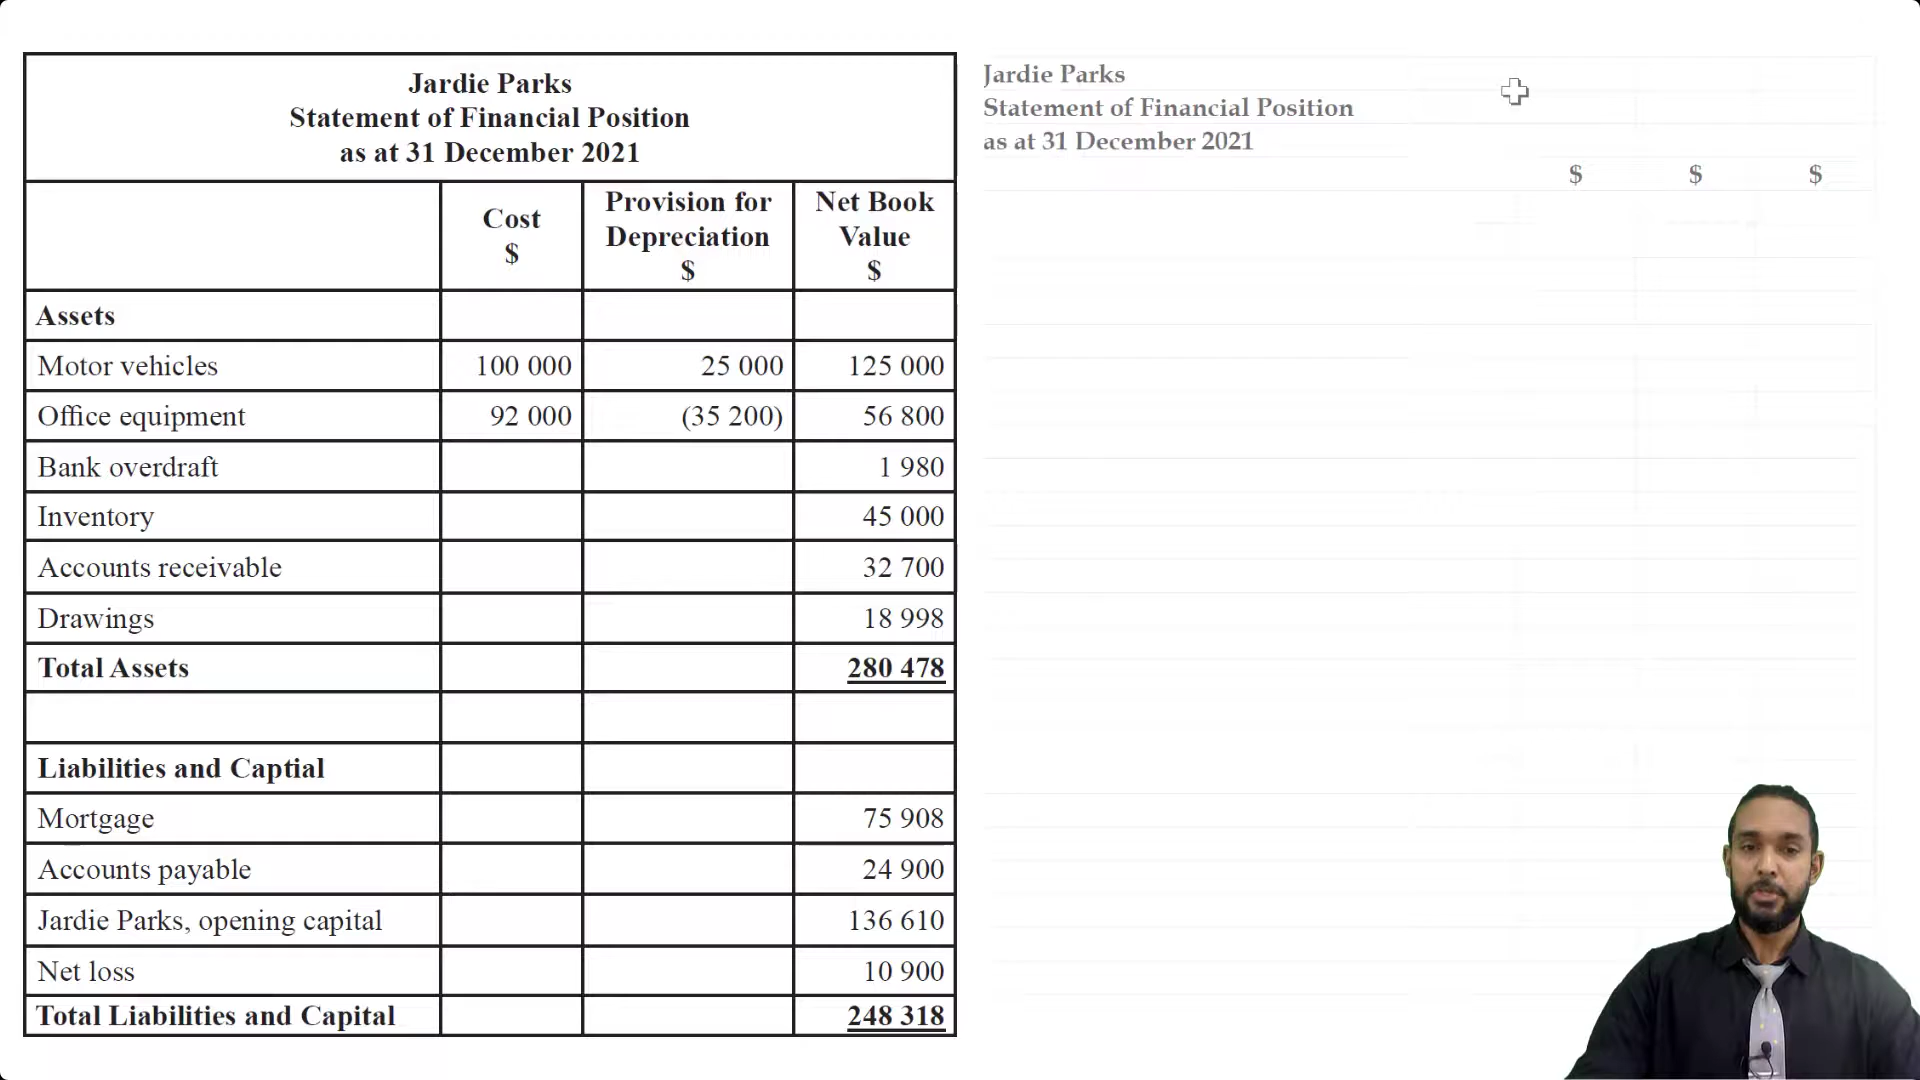 Jardie Parks
Statement of Financial Position
as at 31 December 2021
Cost
$
Provision for
Depreciation
$
Net Book
Value
$
Assets
Motor vehicles 100 000 25 000 125 000
Office equipment 92 000 (35 200) 56 800
Bank overdraft 1 980
Inventory 45 000
Accounts receivable 32 700
Drawings 18 998
Total Assets 280 478
Liabilities and Captial
Mortgage 75 908
Accounts payable 24 900
Jardie Parks, opening capital 136 610
Net loss 10 900
Total Liabilities and Capital 248 318
Jardie Parks
Statement of Financial Position
as at 31 December 2021
$ $ $